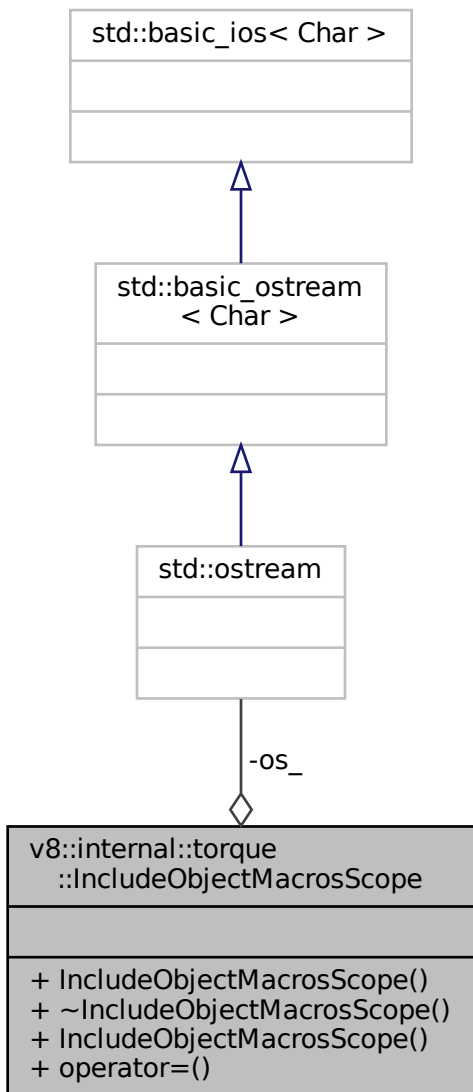 std::basic_ios< Char >
std::basic_ostream
< Char >
std::ostream
-os_
v8::internal::torque
::IncludeObjectMacrosScope
+ IncludeObjectMacrosScope()
+ ~IncludeObjectMacrosScope()
+ IncludeObjectMacrosScope()
+ operator=()